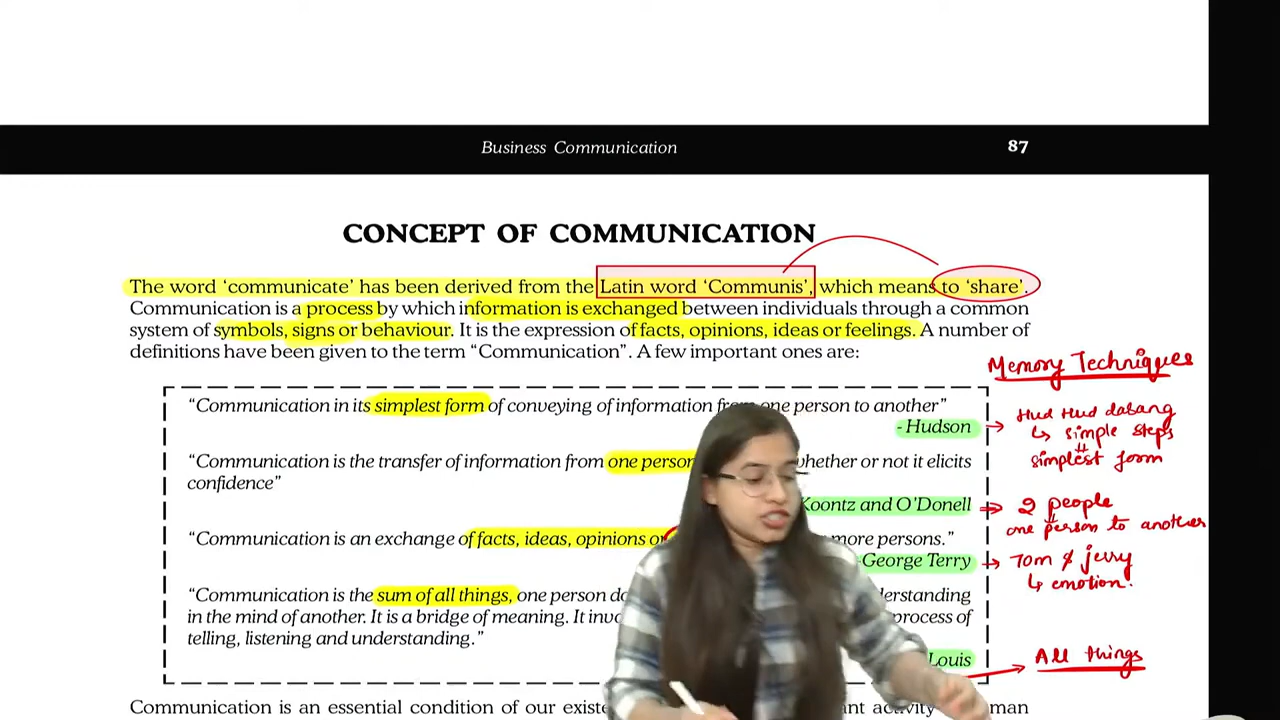 Business Communication 87
CONCEPT OF COMMUNICATION
The word ‘communicate’ has been derived from the Latin word ‘Communis’, which means to ‘share’.
Communication is a process by which information is exchanged between individuals through a common
system of symbols, signs or behaviour. It is the expression of facts, opinions, ideas or feelings. A number of
definitions have been given to the term “Communication”. A few important ones are:
Memory Techniques
“Communication in its simplest form of conveying of information from one person to another”
- Hudson
Hud Hud dabang
simple steps
simplest form
“Communication is the transfer of information from one person whether or not it elicits
confidence”
Koontz and O’Donell
2 people
one person to another
“Communication is an exchange of facts, ideas, opinions or more persons.”
-George Terry
Tom & jerry
emotion.
“Communication is the sum of all things, one person
in the mind of another. It is a bridge of meaning. It process of
telling, listening and understanding.”
Louis
All things
Communication is an essential condition of our activity